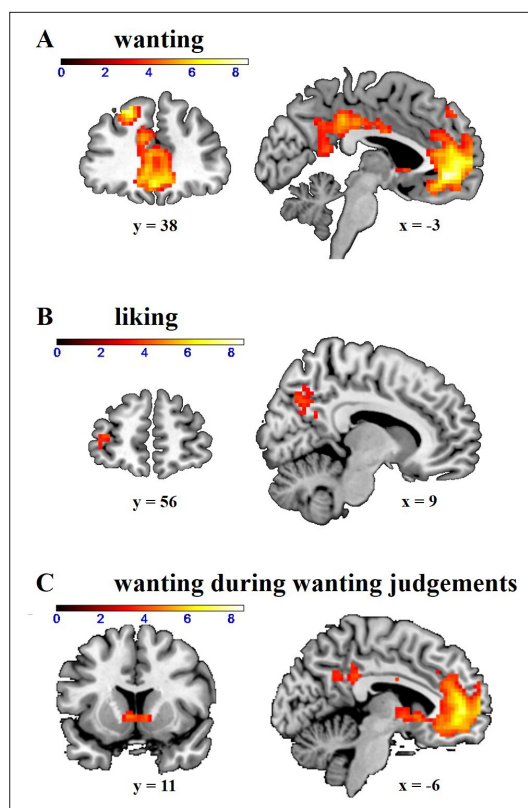 A wanting
0 2 4 6 8
y = 38 x = -3
B liking
0 2 4 6 8
y = 56 x = 9
C wanting during wanting judgements
0 2 4 6 8
y = 11 x = -6